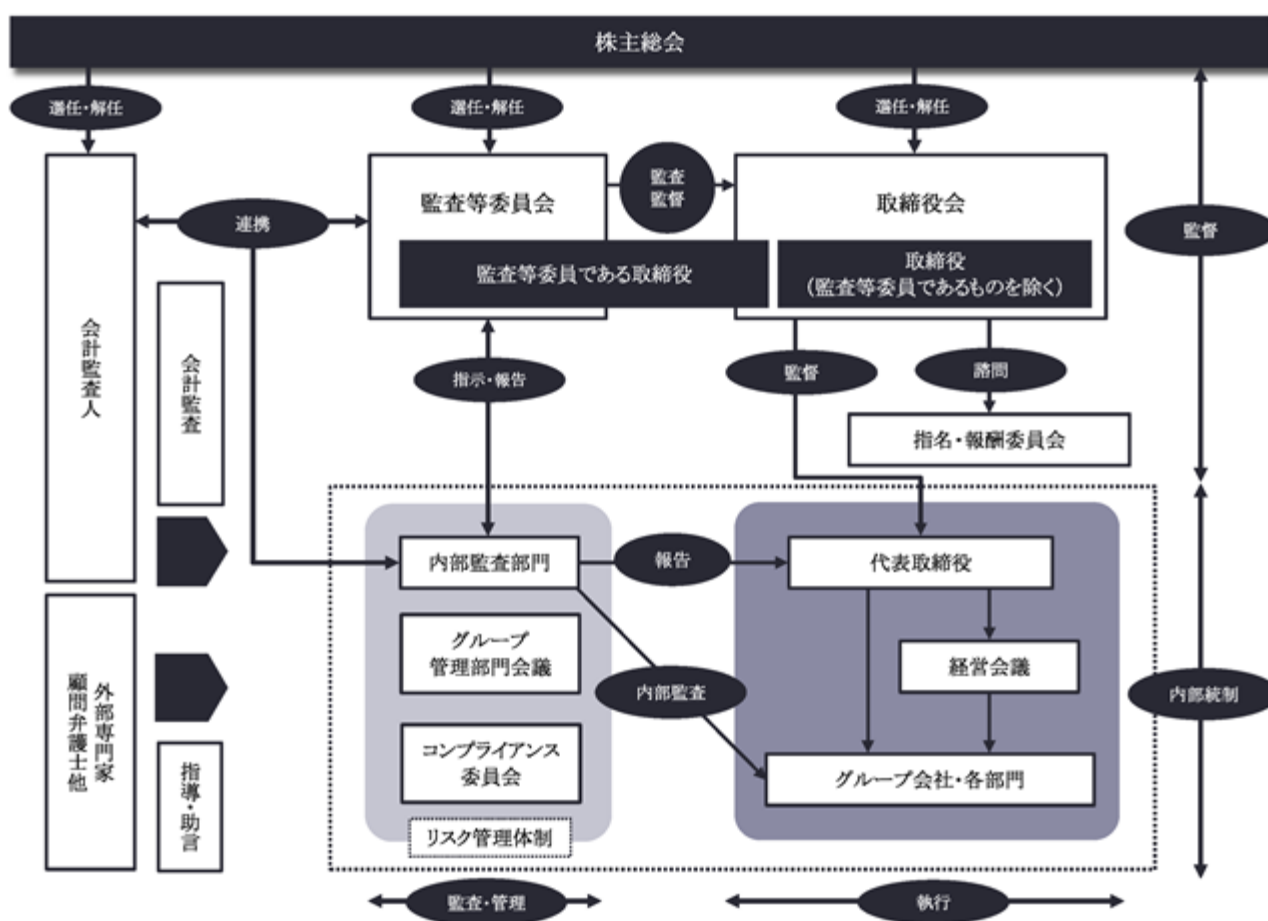 株主総会
選任・解任
選任・解任
選任・解任
監査等委員会
監査
監督
取締役会
連携
監督
監査等委員である取締役
取締役
(監査等委員であるものを除く)
会計監査人
会計監査
指示・報告
監督
諮問
指名・報酬委員会
内部監査部門
報告
代表取締役
グループ
管理部門会議
経営会議
内部監査
内部統制
外部専門家
顧問弁護士他
コンプライアンス
委員会
グループ会社・各部門
指導・助言
リスク管理体制
監査・管理
執行